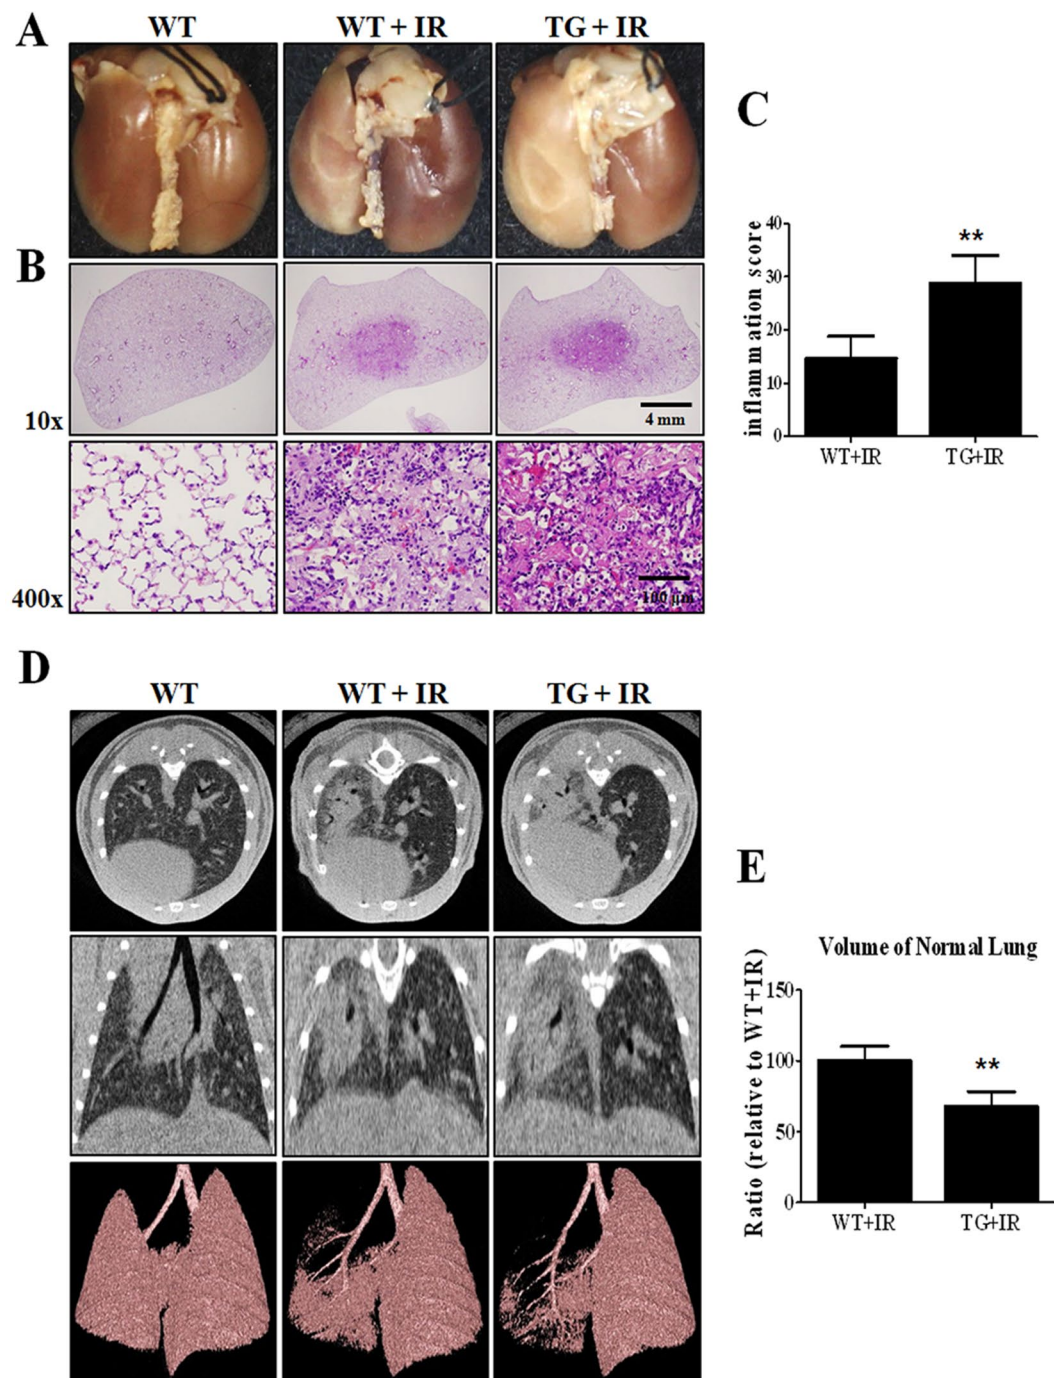 A
WT
WT + IR
TG + IR
B
10x
4 mm
400x
100 μm
C
inflammation score
40
30
20
10
0
**
WT+IR
TG+IR
D
WT
WT + IR
TG + IR
E
Volume of Normal Lung
Ratio (relative to WT+IR)
150
100
50
0
**
WT+IR
TG+IR